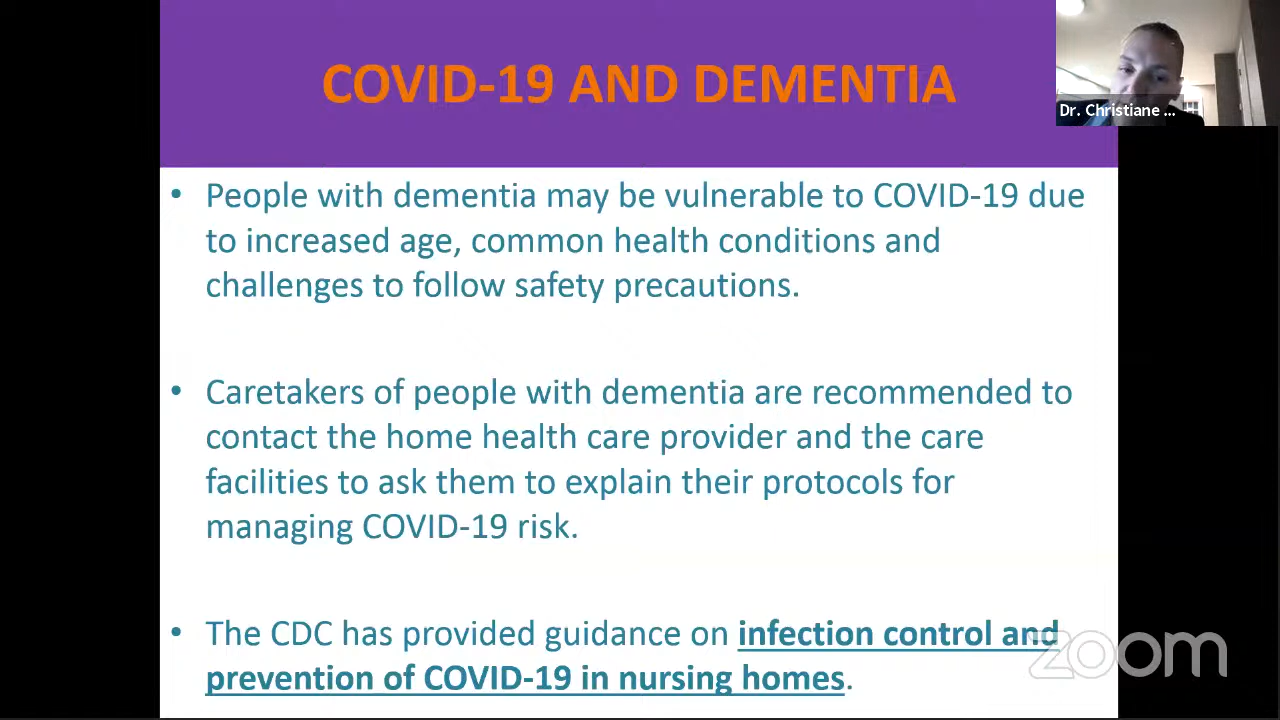 COVID-19 AND DEMENTIA
Dr. Christiane ...
• People with dementia may be vulnerable to COVID-19 due
to increased age, common health conditions and
challenges to follow safety precautions.
• Caretakers of people with dementia are recommended to
contact the home health care provider and the care
facilities to ask them to explain their protocols for
managing COVID-19 risk.
• The CDC has provided guidance on infection control and
prevention of COVID-19 in nursing homes.
zoom